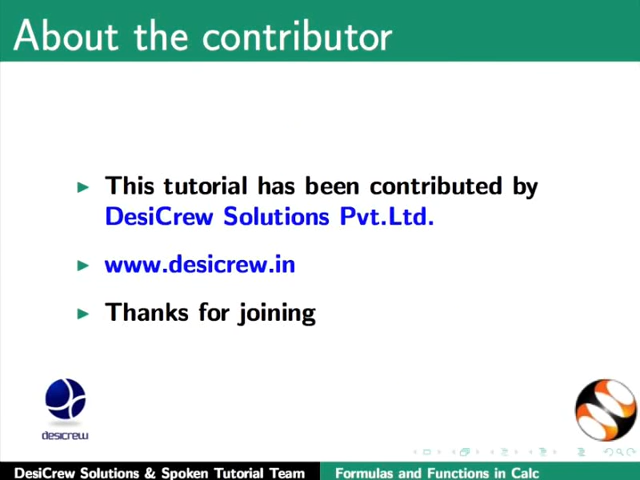 About the contributor
This tutorial has been contributed by
DesiCrew Solutions Pvt.Ltd.
www.desicrew.in
Thanks for joining
desicrew
DesiCrew Solutions & Spoken Tutorial Team
Formulas and Functions in Calc